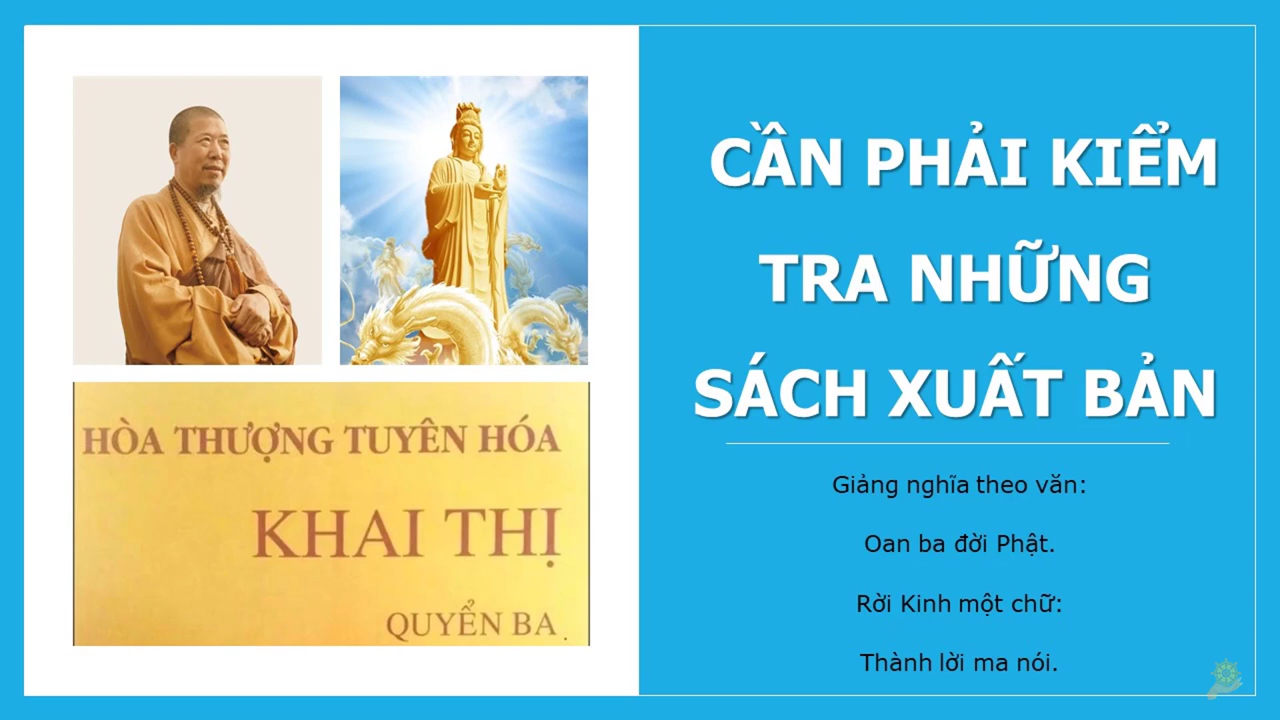 HÒA THƯỢNG TUYÊN HÓA
KHAI THỊ
QUYỂN BA .
CẦN PHẢI KIỂM
TRA NHỮNG
SÁCH XUẤT BẢN
Giảng nghĩa theo văn:
Oan ba đời Phật.
Rời Kinh một chữ:
Thành lời ma nói.